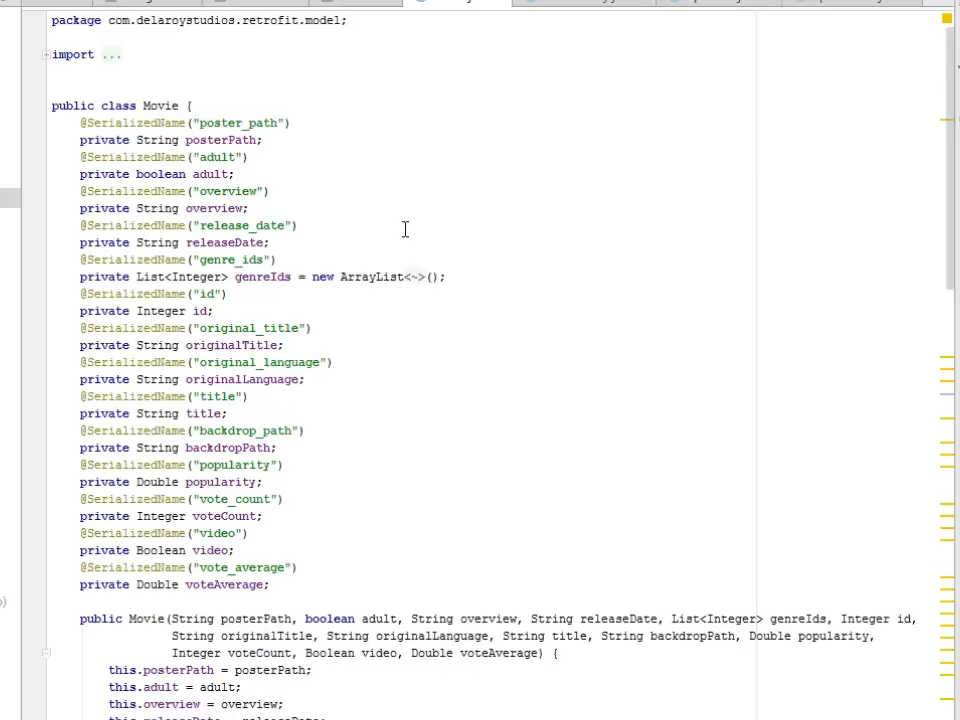 package com.delaroystudios.retrofit.model;
import ...
public class Movie {
@SerializedName("poster_path")
private String posterPath;
@SerializedName("adult")
private boolean adult;
@SerializedName("overview")
private String overview;
@SerializedName("release_date")
private String releaseDate;
@SerializedName("genre_ids")
private List<Integer> genreIds = new ArrayList<~>();
@SerializedName("id")
private Integer id;
@SerializedName("original_title")
private String originalTitle;
@SerializedName("original_language")
private String originalLanguage;
@SerializedName("title")
private String title;
@SerializedName("backdrop_path")
private String backdropPath;
@SerializedName("popularity")
private Double popularity;
@SerializedName("vote_count")
private Integer voteCount;
@SerializedName("video")
private Boolean video;
@SerializedName("vote_average")
private Double voteAverage;
public Movie(String posterPath, boolean adult, String overview, String releaseDate, List<Integer> genreIds, Integer id,
String originalTitle, String originalLanguage, String title, String backdropPath, Double popularity,
Integer voteCount, Boolean video, Double voteAverage) {
this.posterPath = posterPath;
this.adult = adult;
this.overview = overview;